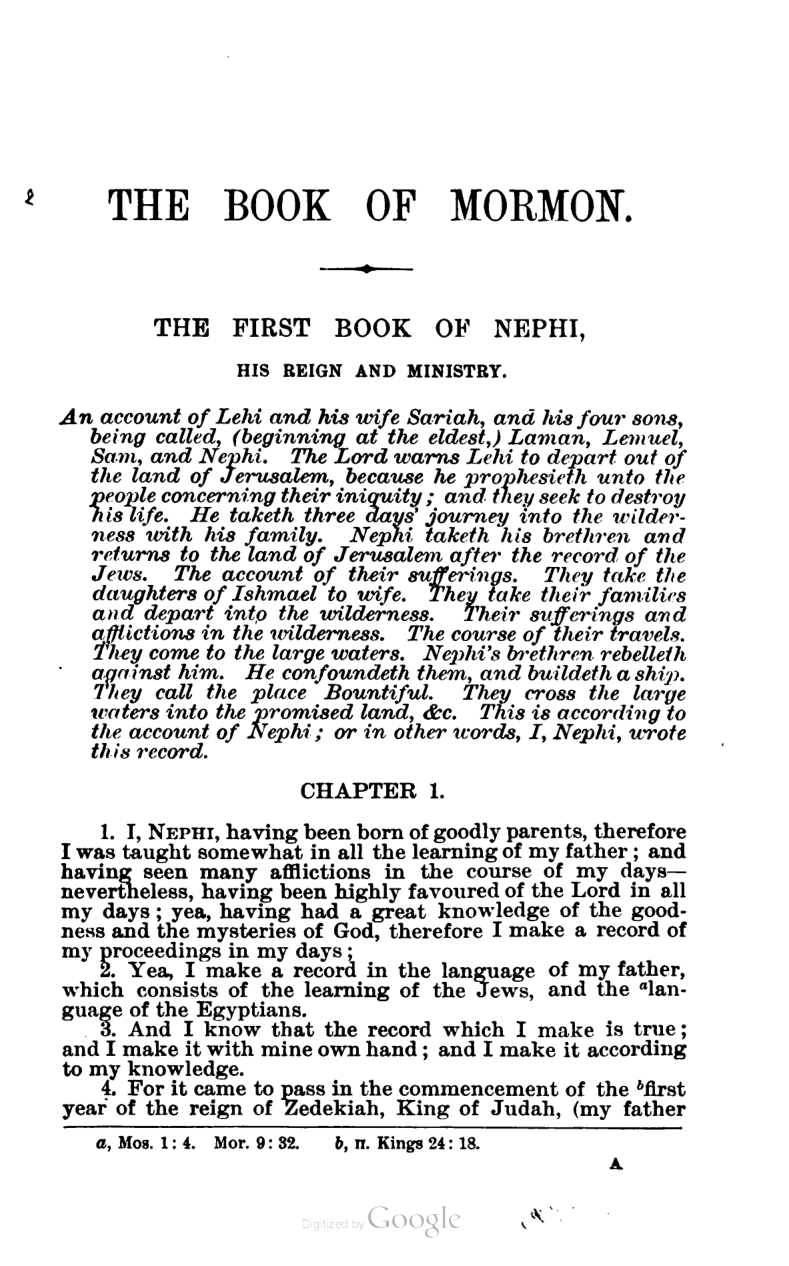 THE BOOK OF MORMON.
THE FIRST BOOK OF NEPHI,
HIS REIGN AND MINISTRY.
An account of Lehi and his wife Sariah, and his four sons,
being called, (beginning at the eldest,) Laman, Lemuel,
Sam, and Nephi. The Lord warns Lehi to depart out of
the land of Jerusalem, because he prophesieth unto the
people concerning their iniquity; and they seek to destroy
his life. He taketh three days' journey into the wilder-
ness with his family. Nephi taketh his brethren and
returns to the land of Jerusalem after the record of the
Jews. The account of their sufferings. They take the
daughters of Ishmael to wife. They take their families
and depart into the wilderness. Their sufferings and
afflictions in the wilderness. The course of their travels.
They come to the large waters. Nephi's brethren rebelleth
against him. He confoundeth them, and buildeth a ship.
They call the place Bountiful. They cross the large
waters into the promised land, &c. This is according to
the account of Nephi; or in other words, I, Nephi, wrote
this record.
CHAPTER 1.
1. I, NEPHI, having been born of goodly parents, therefore
I was taught somewhat in all the learning of my father; and
having seen many afflictions in the course of my days—
nevertheless, having been highly favoured of the Lord in all
my days; yea, having had a great knowledge of the good-
ness and the mysteries of God, therefore I make a record of
my proceedings in my days;
2. Yea, I make a record in the language of my father,
which consists of the learning of the Jews, and the ᵃlan-
guage of the Egyptians.
3. And I know that the record which I make is true;
and I make it with mine own hand; and I make it according
to my knowledge.
4. For it came to pass in the commencement of the ᵇfirst
year of the reign of Zedekiah, King of Judah, (my father
a, Mos. 1: 4. Mor. 9: 32. b, II. Kings 24: 18.
A
Digitized by Google